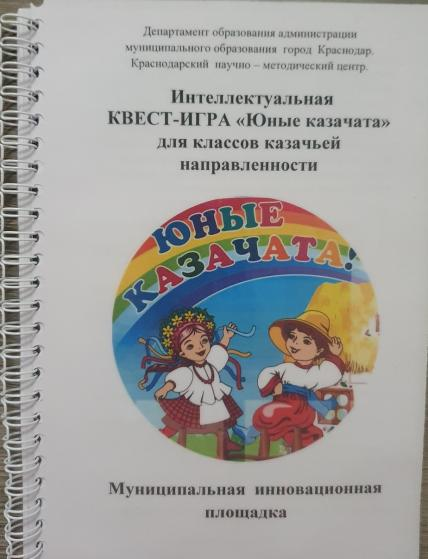 Департамент образования администрации
муниципального образования город Краснодар.
Краснодарский научно – методический центр.
Интеллектуальная
КВЕСТ-ИГРА «Юные казачата»
для классов казачьей
направленности
ЮНЫЕ
КАЗАЧАТА!
Муниципальная инновационная
площадка